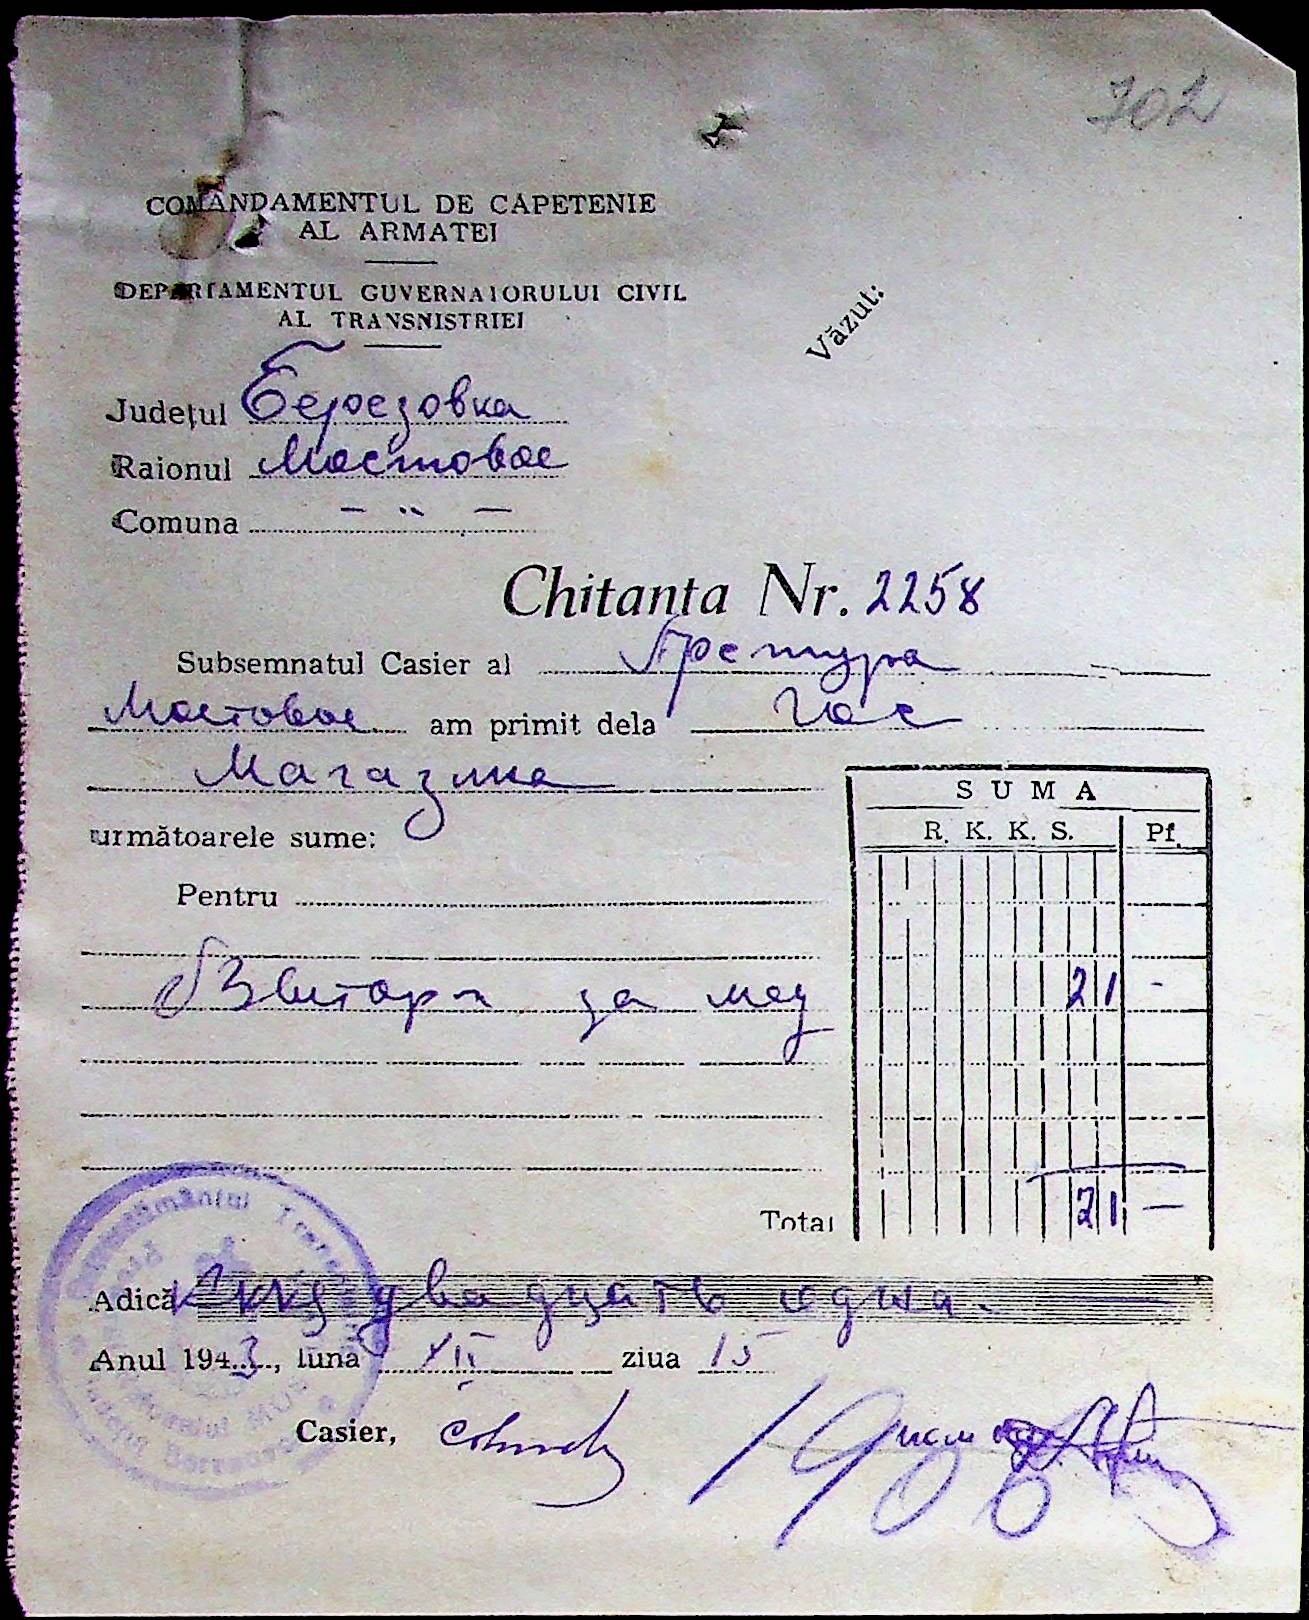 702
COMANDAMENTUL DE CAPETENIE
AL ARMATEI
DEPARTAMENTUL GUVERNATORULUI CIVIL
AL TRANSNISTRIEI
Văzut:
Județul Березовка
Raionul Мостовое
Comuna — „ —
Chitanța Nr. 2258
Subsemnatul Casier al Претура
Мостовое am primit dela Гос
Магазина
următoarele sume:
SUMA
R. K. K. S. Pf.
Pentru
за мед 21 -
Total 21 —
Adică двадцать одна.
Anul 1943, luna XII ziua 15
Casier,